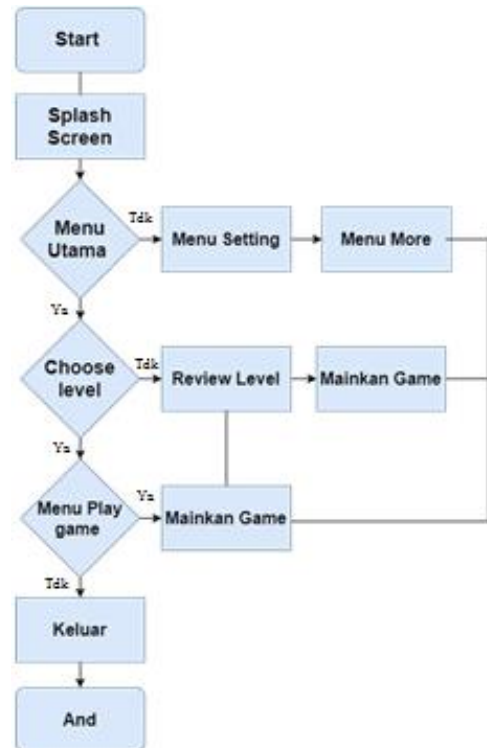 Start
Splash
Screen
Menu
Utama
Tdk
Menu Setting
Menu More
Ya
Choose
level
Tdk
Review Level
Mainkan Game
Ya
Menu Play
game
Ya
Mainkan Game
Tdk
Keluar
And